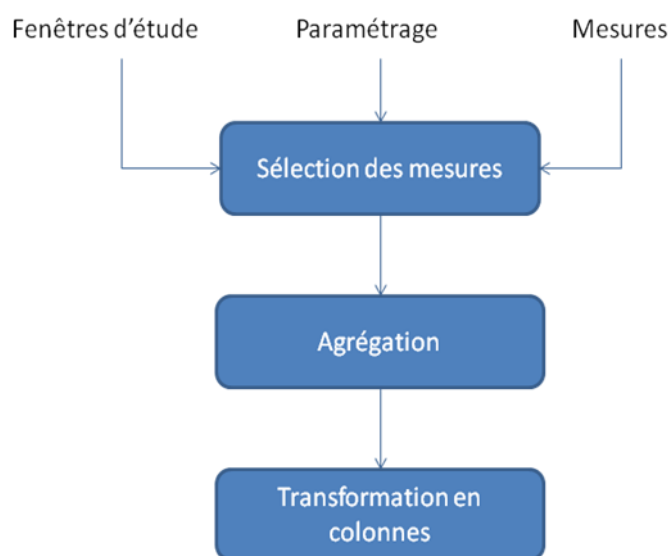 Fenêtres d'étude
Paramétrage
Mesures
Sélection des mesures
Agrégation
Transformation en
colonnes